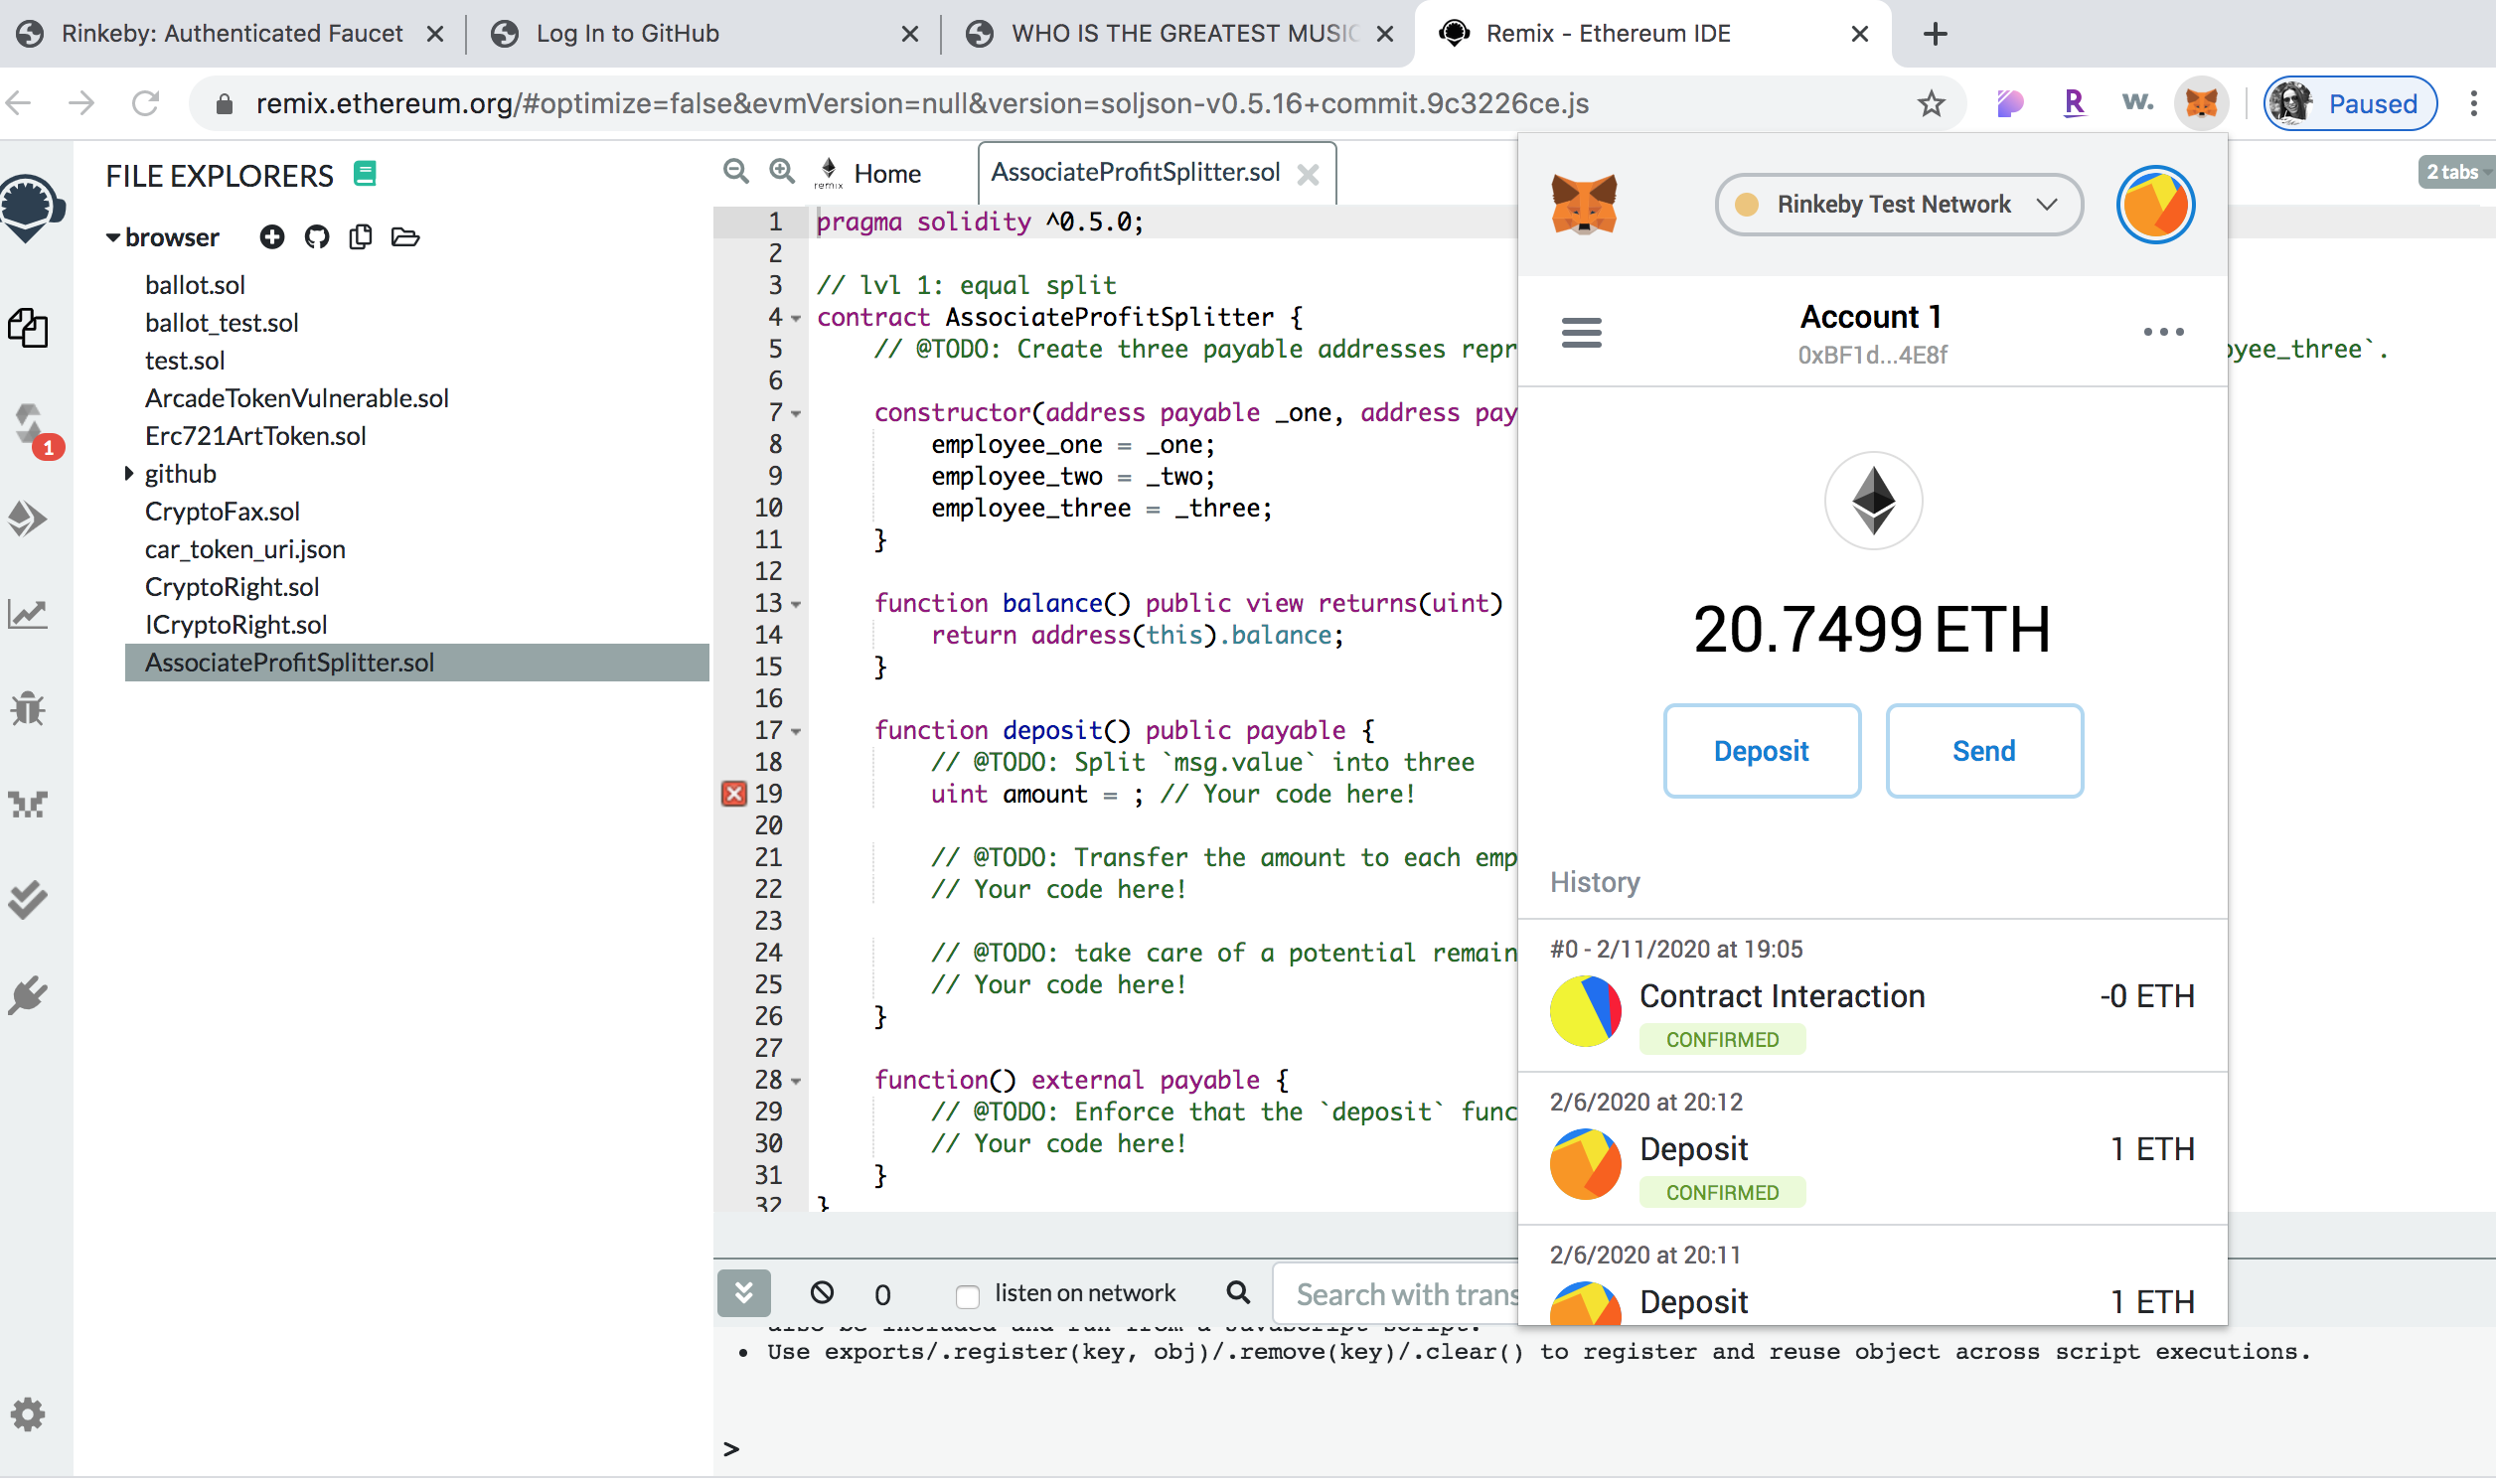 Rinkeby: Authenticated Faucet
Log In to GitHub
WHO IS THE GREATEST MUSIC
Remix - Ethereum IDE
remix.ethereum.org/#optimize=false&evmVersion=null&version=soljson-v0.5.16+commit.9c3226ce.js
R
w.
Paused
FILE EXPLORERS
browser
ballot.sol
ballot_test.sol
test.sol
ArcadeTokenVulnerable.sol
Erc721ArtToken.sol
github
CryptoFax.sol
car_token_uri.json
CryptoRight.sol
ICryptoRight.sol
AssociateProfitSplitter.sol
1
remix
Home
AssociateProfitSplitter.sol
2 tabs
1 pragma solidity ^0.5.0;
2
3 // lvl 1: equal split
4 contract AssociateProfitSplitter {
5 // @TODO: Create three payable addresses repr
oyee_three`.
6
7 constructor(address payable _one, address pay
8 employee_one = _one;
9 employee_two = _two;
10 employee_three = _three;
11 }
12
13 function balance() public view returns(uint)
14 return address(this).balance;
15 }
16
17 function deposit() public payable {
18 // @TODO: Split `msg.value` into three
19 uint amount = ; // Your code here!
20
21 // @TODO: Transfer the amount to each emp
22 // Your code here!
23
24 // @TODO: take care of a potential remain
25 // Your code here!
26 }
27
28 function() external payable {
29 // @TODO: Enforce that the `deposit` func
30 // Your code here!
31 }
32 }
Rinkeby Test Network
Account 1
0xBF1d...4E8f
20.7499 ETH
Deposit
Send
History
#0 - 2/11/2020 at 19:05
Contract Interaction
-0 ETH
CONFIRMED
2/6/2020 at 20:12
Deposit
1 ETH
CONFIRMED
2/6/2020 at 20:11
Deposit
1 ETH
0
listen on network
Search with trans
also be included and run from a JavaScript script.
• Use exports/.register(key, obj)/.remove(key)/.clear() to register and reuse object across script executions.
>